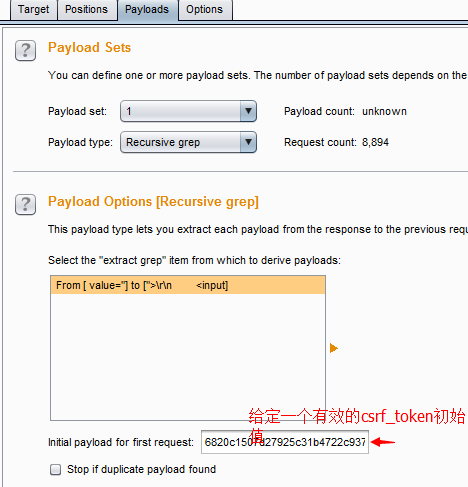 Target Positions Payloads Options
? Payload Sets
You can define one or more payload sets. The number of payload sets depends on the
Payload set: 1 Payload count: unknown
Payload type: Recursive grep Request count: 8,894
? Payload Options [Recursive grep]
This payload type lets you extract each payload from the response to the previous requ
Select the "extract grep" item from which to derive payloads:
From [ value="] to [">\r\n <input]
给定一个有效的csrf_token初始
值
Initial payload for first request:
Stop if duplicate payload found